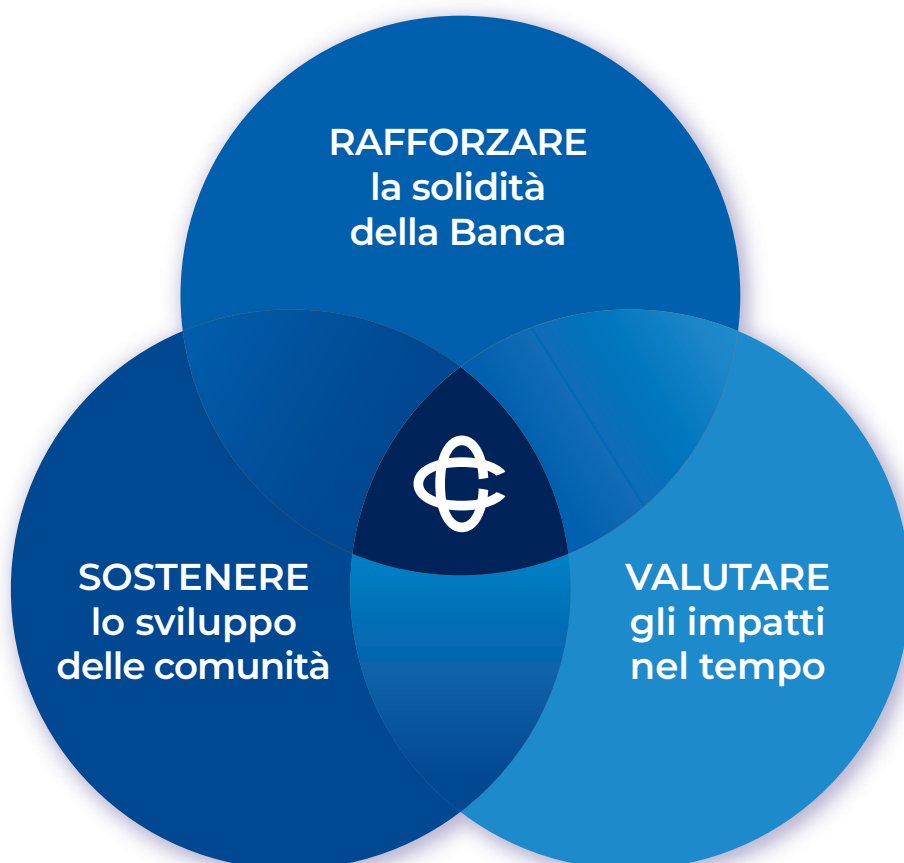 RAFFORZARE
la solidità
della Banca
SOSTENERE
lo sviluppo
delle comunità
VALUTARE
gli impatti
nel tempo